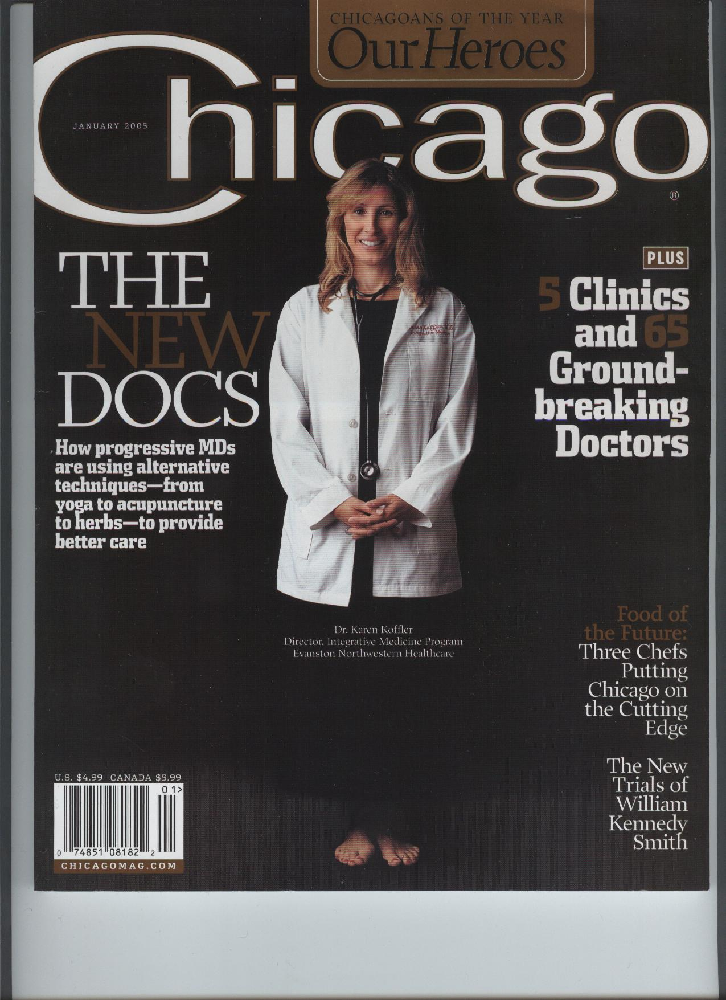 CHICAGOANS OF THE YEAR
Our Heroes
Chicago
JANUARY 2005
®
THE
NEW
DOCS
How progressive MDs
are using alternative
techniques—from
yoga to acupuncture
to herbs—to provide
better care
PLUS
5 Clinics
and 65
Ground-
breaking
Doctors
Dr. Karen Koffler
Director, Integrative Medicine Program
Evanston Northwestern Healthcare
Food of
the Future:
Three Chefs
Putting
Chicago on
the Cutting
Edge
The New
Trials of
William
Kennedy
Smith
U.S. $4.99 CANADA $5.99
01>
0 74851 08182 2
CHICAGOMAG.COM